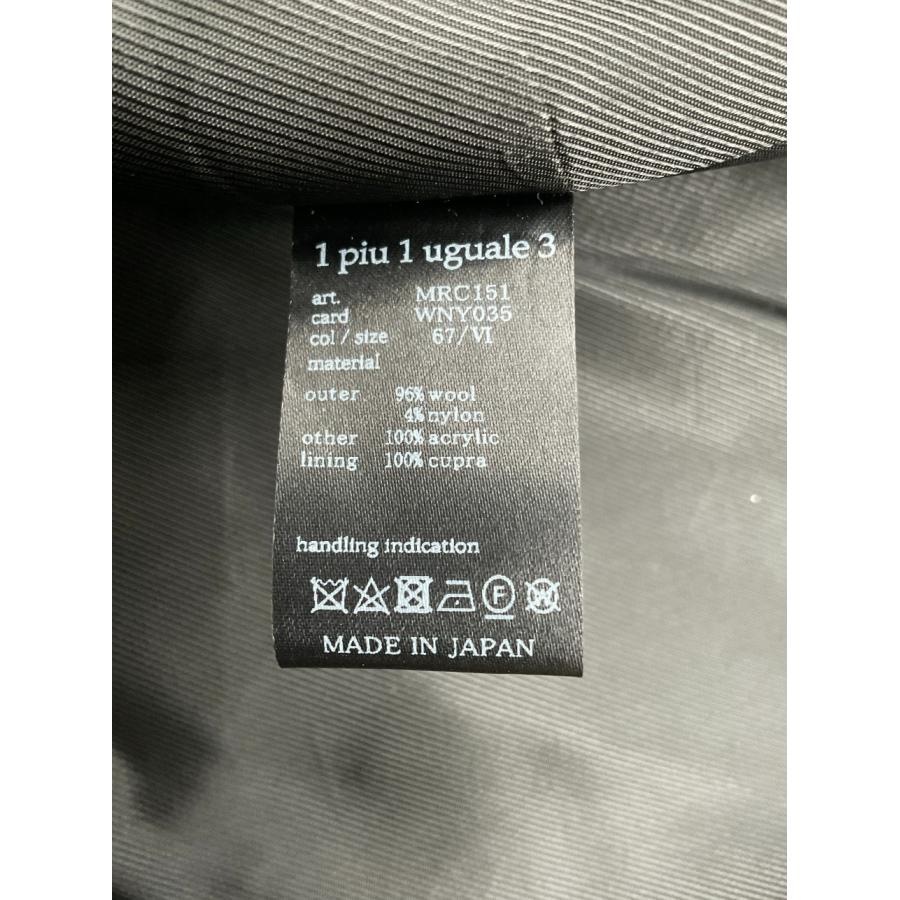 1 piu 1 uguale 3
art. MRC151
card WNY035
col / size 67/VI
material
outer 96% wool
4% nylon
other 100% acrylic
lining 100% cupra
handling indication
F W
MADE IN JAPAN